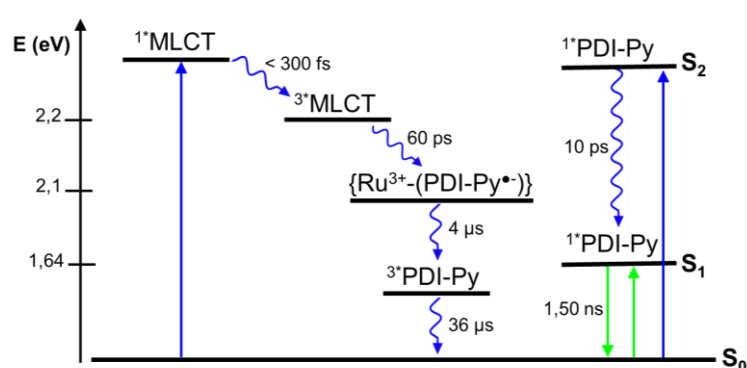 E (eV)
¹*MLCT
< 300 fs
³*MLCT
2,2
60 ps
{Ru³⁺-(PDI-Py•⁻)}
2,1
4 µs
1,64
³*PDI-Py
36 µs
¹*PDI-Py
S₂
10 ps
¹*PDI-Py
S₁
1,50 ns
S₀